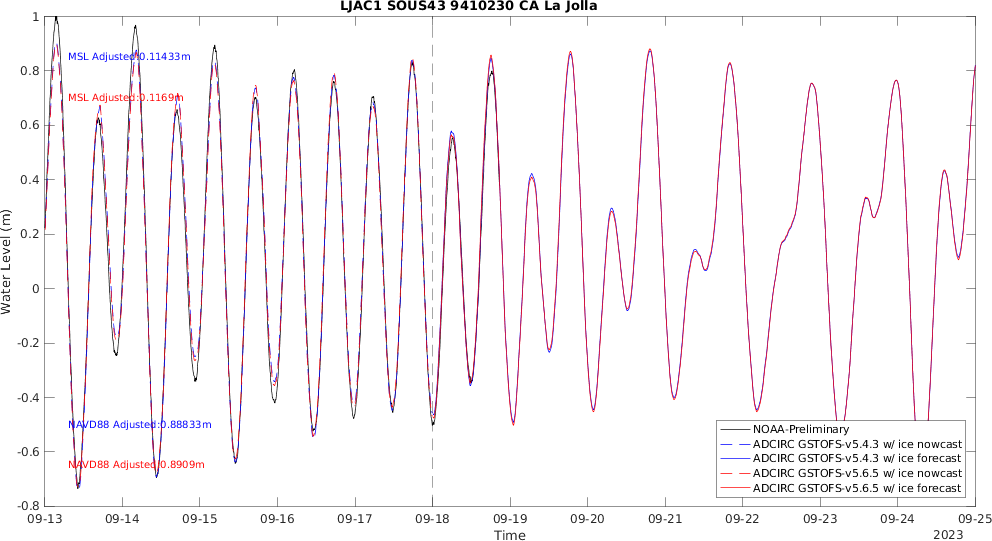 LJAC1 SOUS43 9410230 CA La Jolla
1
0.8
0.6
0.4
0.2
0
-0.2
-0.4
-0.6
-0.8
Water Level (m)
MSL Adjusted:0.11433m
MSL Adjusted:0.1169m
NAVD88 Adjusted:0.88833m
NAVD88 Adjusted:0.8909m
NOAA-Preliminary
ADCIRC GSTOFS-v5.4.3 w/ ice nowcast
ADCIRC GSTOFS-v5.4.3 w/ ice forecast
ADCIRC GSTOFS-v5.6.5 w/ ice nowcast
ADCIRC GSTOFS-v5.6.5 w/ ice forecast
09-13 09-14 09-15 09-16 09-17 09-18 09-19 09-20 09-21 09-22 09-23 09-24 09-25
Time
2023